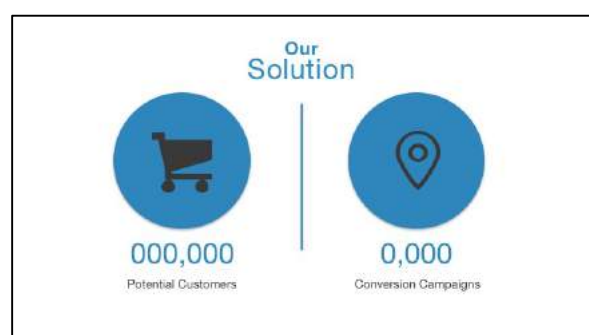 Our
Solution
000,000
Potential Customers
0,000
Conversion Campaigns